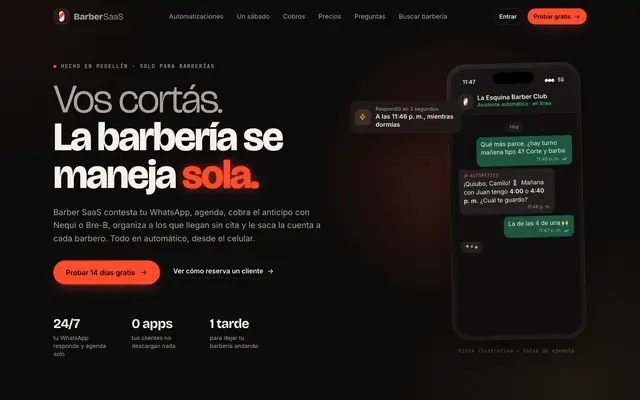 BarberSaaS
Automatizaciones
Un sábado
Cobros
Precios
Preguntas
Buscar barbería
Entrar
Probar gratis →
HECHO EN MEDELLÍN · SOLO PARA BARBERÍAS
Vos cortás.
La barbería se
maneja sola.
Barber SaaS contesta tu WhatsApp, agenda, cobra el anticipo con
Nequi o Bre-B, organiza a los que llegan sin cita y le saca la cuenta a
cada barbero. Todo en automático, desde el celular.
Probar 14 días gratis →
Ver cómo reserva un cliente →
24/7
tu WhatsApp
responde y agenda
solo
0 apps
tus clientes no
descargan nada
1 tarde
para dejar tu
barbería andando
Respondió en 3 segundos
A las 11:46 p. m., mientras
dormías
11:47
5G
La Esquina Barber Club
Asistente automático · en línea
Hoy
Qué más parce, ¿hay turno
mañana tipo 4? Corte y barba
11:46 p. m.
AUTOMÁTICO
¡Quiubo, Camilo! 💈 Mañana
con Juan tengo 4:00 o 4:40
p. m. ¿Cuál te guardo?
11:46 p. m.
La de las 4 de una 🙌
11:47 p. m.
Vista ilustrativa · Datos de ejemplo